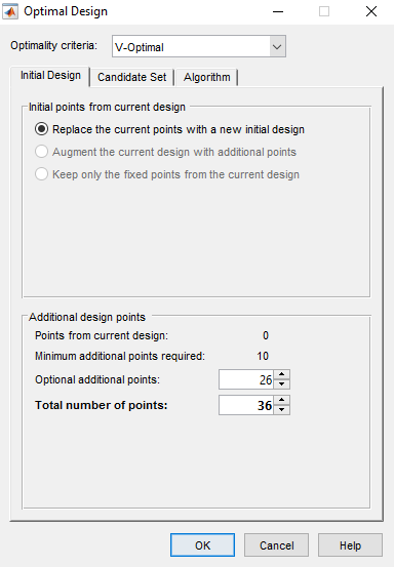 Optimal Design
Optimality criteria: V-Optimal
Initial Design Candidate Set Algorithm
Initial points from current design
Replace the current points with a new initial design
Augment the current design with additional points
Keep only the fixed points from the current design
Additional design points
Points from current design: 0
Minimum additional points required: 10
Optional additional points: 26
Total number of points: 36
OK Cancel Help